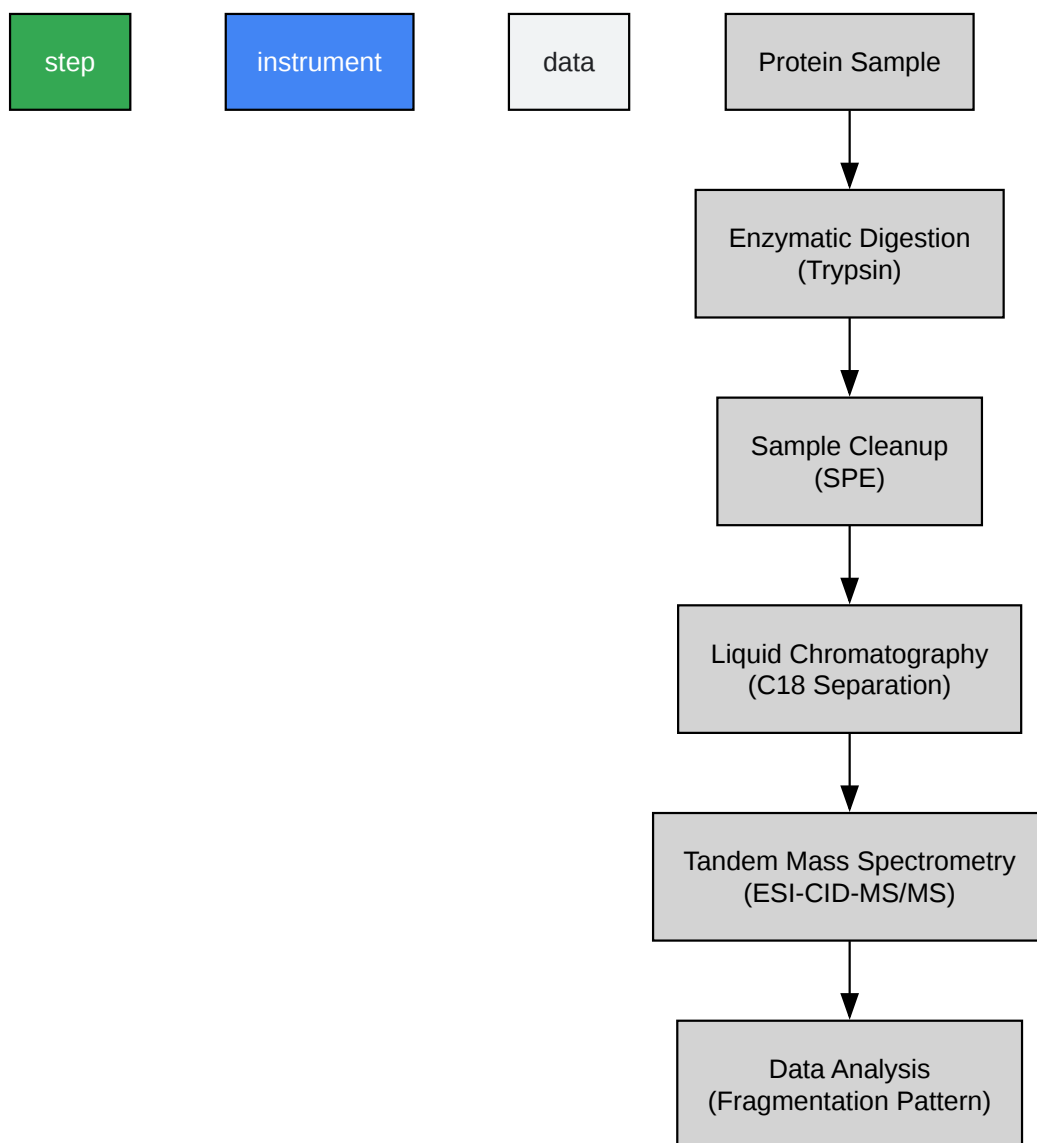 step
instrument
data
Protein Sample
Enzymatic Digestion
(Trypsin)
Sample Cleanup
(SPE)
Liquid Chromatography
(C18 Separation)
Tandem Mass Spectrometry
(ESI-CID-MS/MS)
Data Analysis
(Fragmentation Pattern)